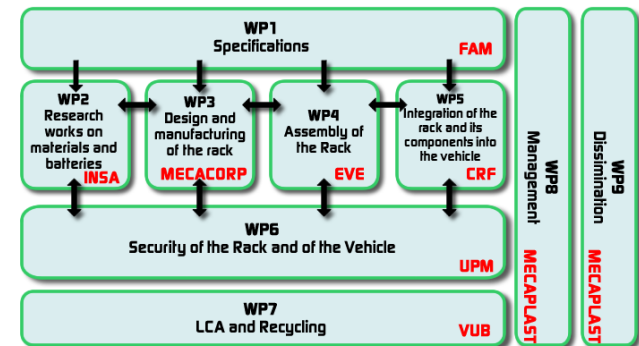 WP1
Specifications
FAM
WP2
Research
works on
materials and
batteries
INSA
WP3
Design and
manufacturing
of the rack
MECACORP
WP4
Assembly of
the Rack
EVE
WP5
Integration of the
rack and its
components into
the vehicle
CRF
WP6
Security of the Rack and of the Vehicle
UPM
WP7
LCA and Recycling
VUB
WP8
Management
MECAPLAST
WP9
Dissimination
MECAPLAST